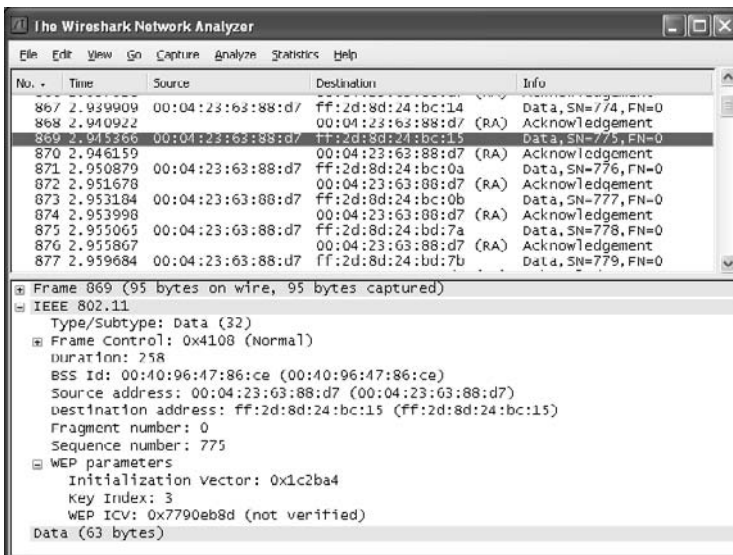 The Wireshark Network Analyzer
File Edit View Go Capture Analyze Statistics Help
No. - Time Source Destination Info
867 2.939909 00:04:23:63:88:d7 ff:2d:8d:24:bc:14 Data,SN=774,FN=0
868 2.940922 00:04:23:63:88:d7 (RA) Acknowledgement
869 2.945366 00:04:23:63:88:d7 ff:2d:8d:24:bc:15 Data,SN=775,FN=0
870 2.946159 00:04:23:63:88:d7 (RA) Acknowledgement
871 2.950879 00:04:23:63:88:d7 ff:2d:8d:24:bc:0a Data,SN=776,FN=0
872 2.951678 00:04:23:63:88:d7 (RA) Acknowledgement
873 2.953184 00:04:23:63:88:d7 ff:2d:8d:24:bc:0b Data,SN=777,FN=0
874 2.953998 00:04:23:63:88:d7 (RA) Acknowledgement
875 2.955065 00:04:23:63:88:d7 ff:2d:8d:24:bd:7a Data,SN=778,FN=0
876 2.955867 00:04:23:63:88:d7 (RA) Acknowledgement
877 2.959684 00:04:23:63:88:d7 ff:2d:8d:24:bd:7b Data,SN=779,FN=0
Frame 869 (95 bytes on wire, 95 bytes captured)
IEEE 802.11
Type/Subtype: Data (32)
Frame Control: 0x4108 (Normal)
Duration: 258
BSS Id: 00:40:96:47:86:ce (00:40:96:47:86:ce)
Source address: 00:04:23:63:88:d7 (00:04:23:63:88:d7)
Destination address: ff:2d:8d:24:bc:15 (ff:2d:8d:24:bc:15)
Fragment number: 0
Sequence number: 775
WEP parameters
Initialization Vector: 0x1c2ba4
Key Index: 3
WEP ICV: 0x7790eb8d (not verified)
Data (63 bytes)